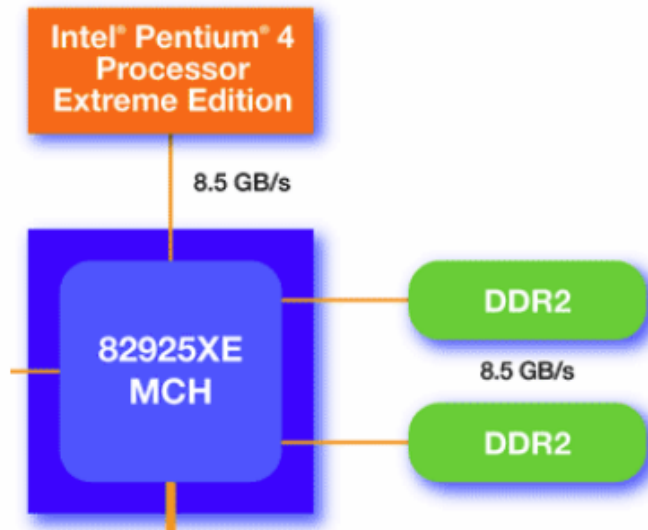 Intel® Pentium® 4
Processor
Extreme Edition
8.5 GB/s
82925XE
MCH
DDR2
8.5 GB/s
DDR2